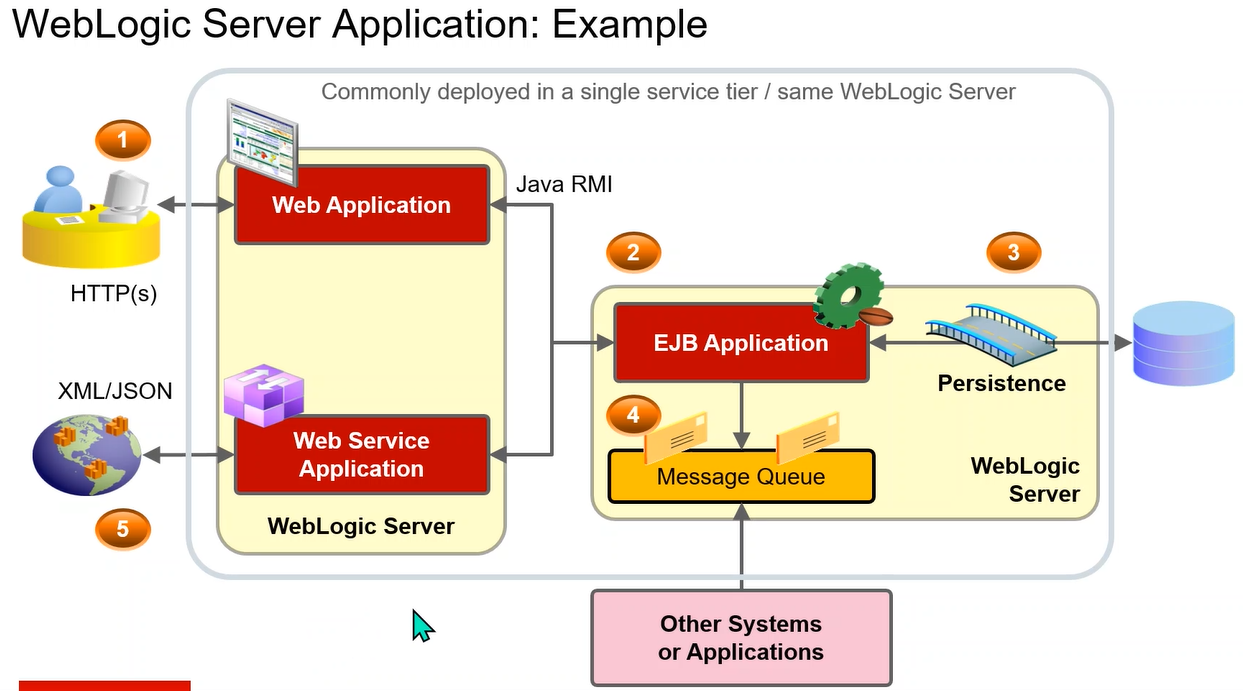 WebLogic Server Application: Example
Commonly deployed in a single service tier / same WebLogic Server
1
Web Application
Java RMI
HTTP(s)
2
3
EJB Application
Persistence
XML/JSON
4
Web Service
Application
Message Queue
WebLogic
Server
5
WebLogic Server
Other Systems
or Applications